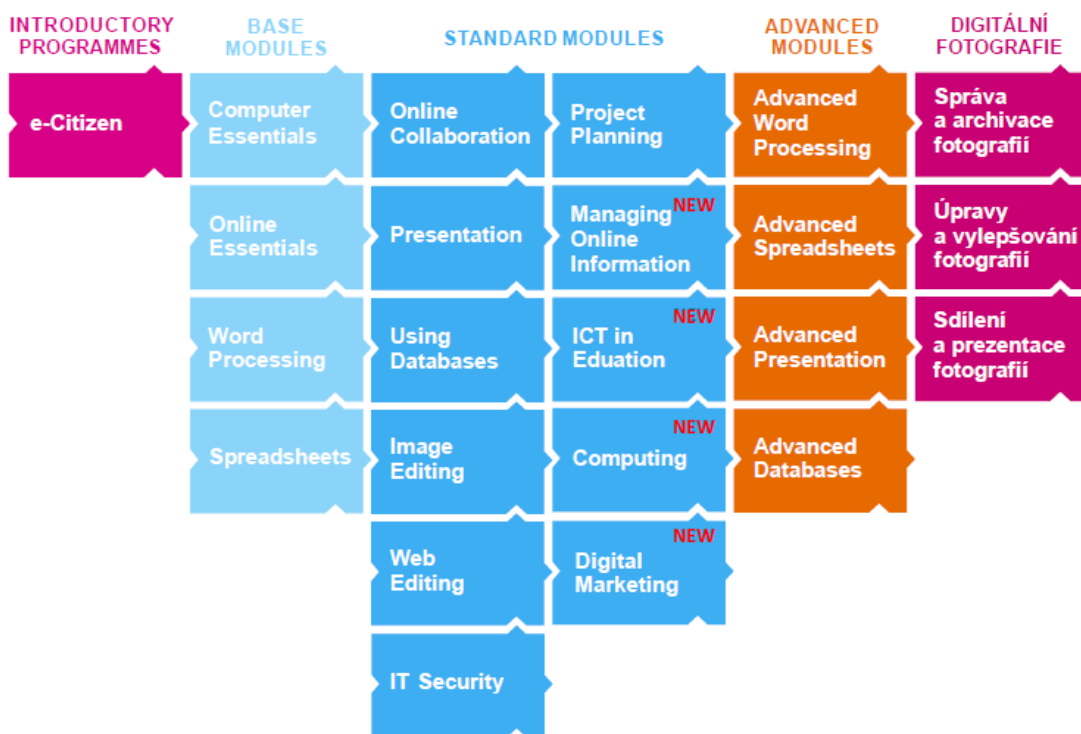 INTRODUCTORY
PROGRAMMES
BASE
MODULES
STANDARD MODULES
ADVANCED
MODULES
DIGITÁLNÍ
FOTOGRAFIE
e-Citizen
Computer
Essentials
Online
Essentials
Word
Processing
Spreadsheets
Online
Collaboration
Presentation
Using
Databases
Image
Editing
Web
Editing
IT Security
Project
Planning
NEW
Managing
Online
Information
NEW
ICT in
Eduation
NEW
Computing
NEW
Digital
Marketing
Advanced
Word
Processing
Advanced
Spreadsheets
Advanced
Presentation
Advanced
Databases
Správa
a archivace
fotografií
Úpravy
a vylepšování
fotografií
Sdílení
a prezentace
fotografií